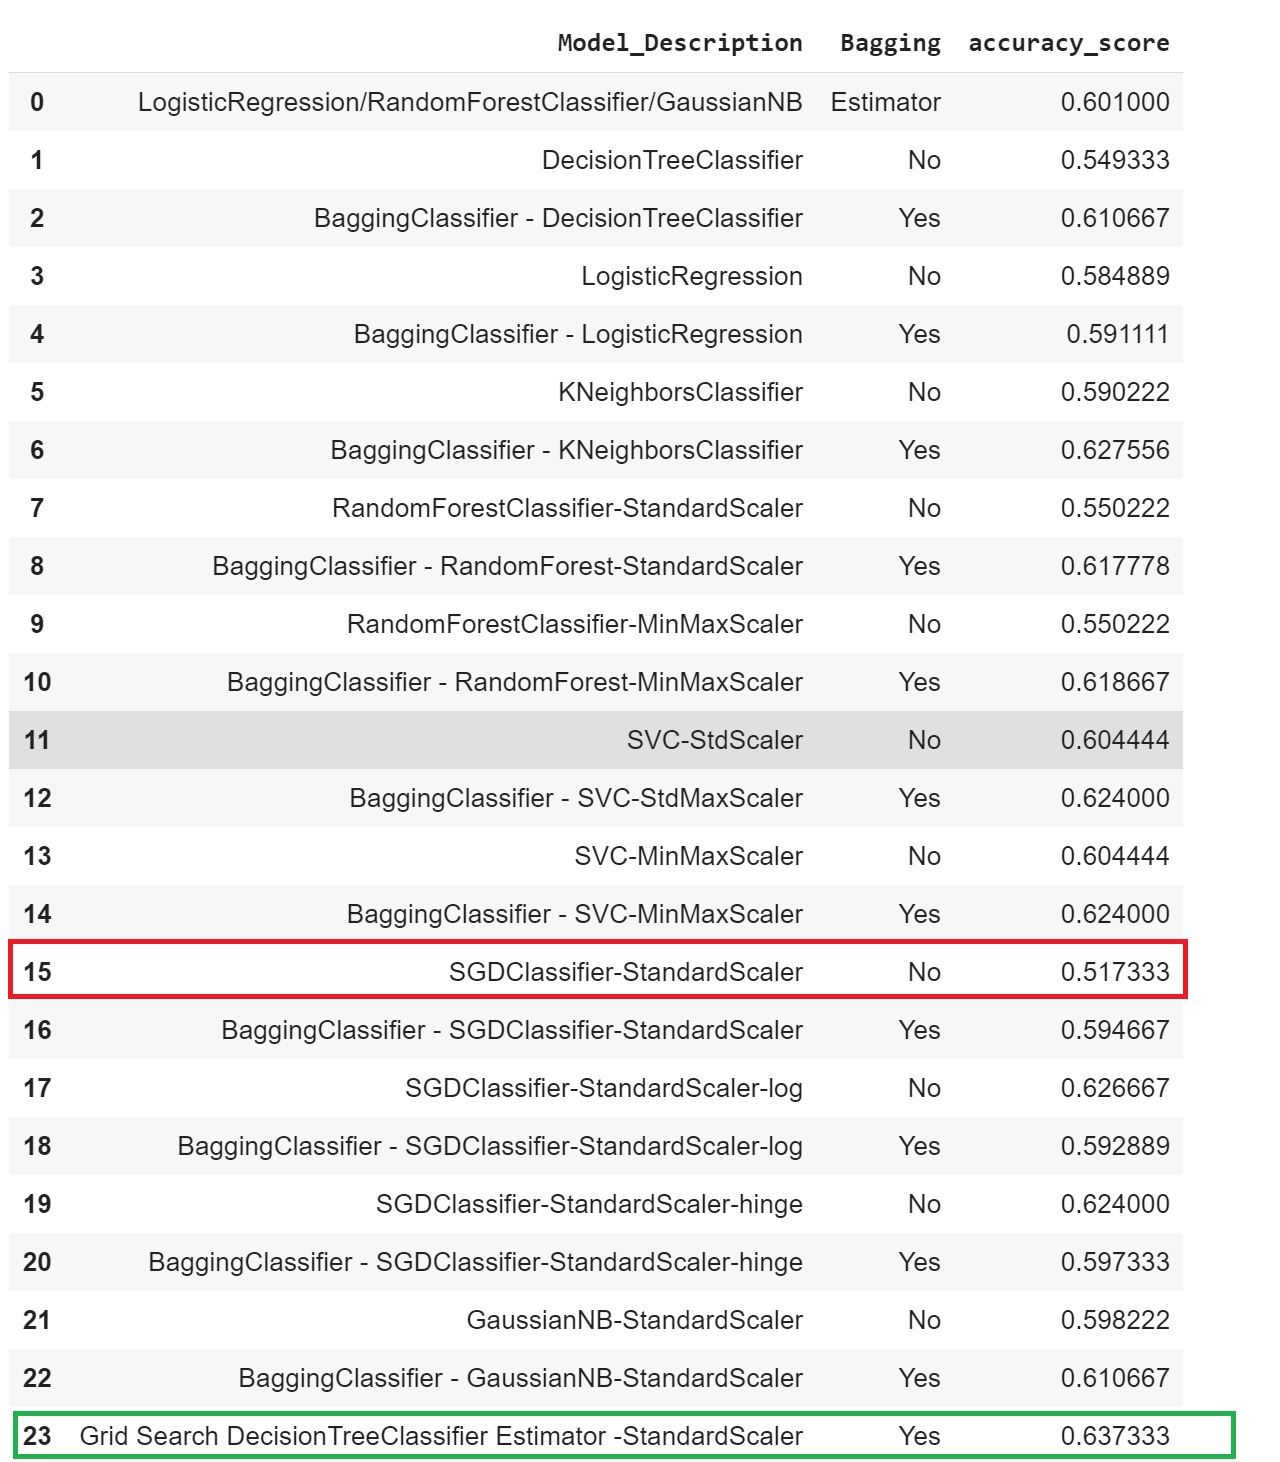 Model_Description Bagging accuracy_score
0 LogisticRegression/RandomForestClassifier/GaussianNB Estimator 0.601000
1 DecisionTreeClassifier No 0.549333
2 BaggingClassifier - DecisionTreeClassifier Yes 0.610667
3 LogisticRegression No 0.584889
4 BaggingClassifier - LogisticRegression Yes 0.591111
5 KNeighborsClassifier No 0.590222
6 BaggingClassifier - KNeighborsClassifier Yes 0.627556
7 RandomForestClassifier-StandardScaler No 0.550222
8 BaggingClassifier - RandomForest-StandardScaler Yes 0.617778
9 RandomForestClassifier-MinMaxScaler No 0.550222
10 BaggingClassifier - RandomForest-MinMaxScaler Yes 0.618667
11 SVC-StdScaler No 0.604444
12 BaggingClassifier - SVC-StdMaxScaler Yes 0.624000
13 SVC-MinMaxScaler No 0.604444
14 BaggingClassifier - SVC-MinMaxScaler Yes 0.624000
15 SGDClassifier-StandardScaler No 0.517333
16 BaggingClassifier - SGDClassifier-StandardScaler Yes 0.594667
17 SGDClassifier-StandardScaler-log No 0.626667
18 BaggingClassifier - SGDClassifier-StandardScaler-log Yes 0.592889
19 SGDClassifier-StandardScaler-hinge No 0.624000
20 BaggingClassifier - SGDClassifier-StandardScaler-hinge Yes 0.597333
21 GaussianNB-StandardScaler No 0.598222
22 BaggingClassifier - GaussianNB-StandardScaler Yes 0.610667
23 Grid Search DecisionTreeClassifier Estimator -StandardScaler Yes 0.637333